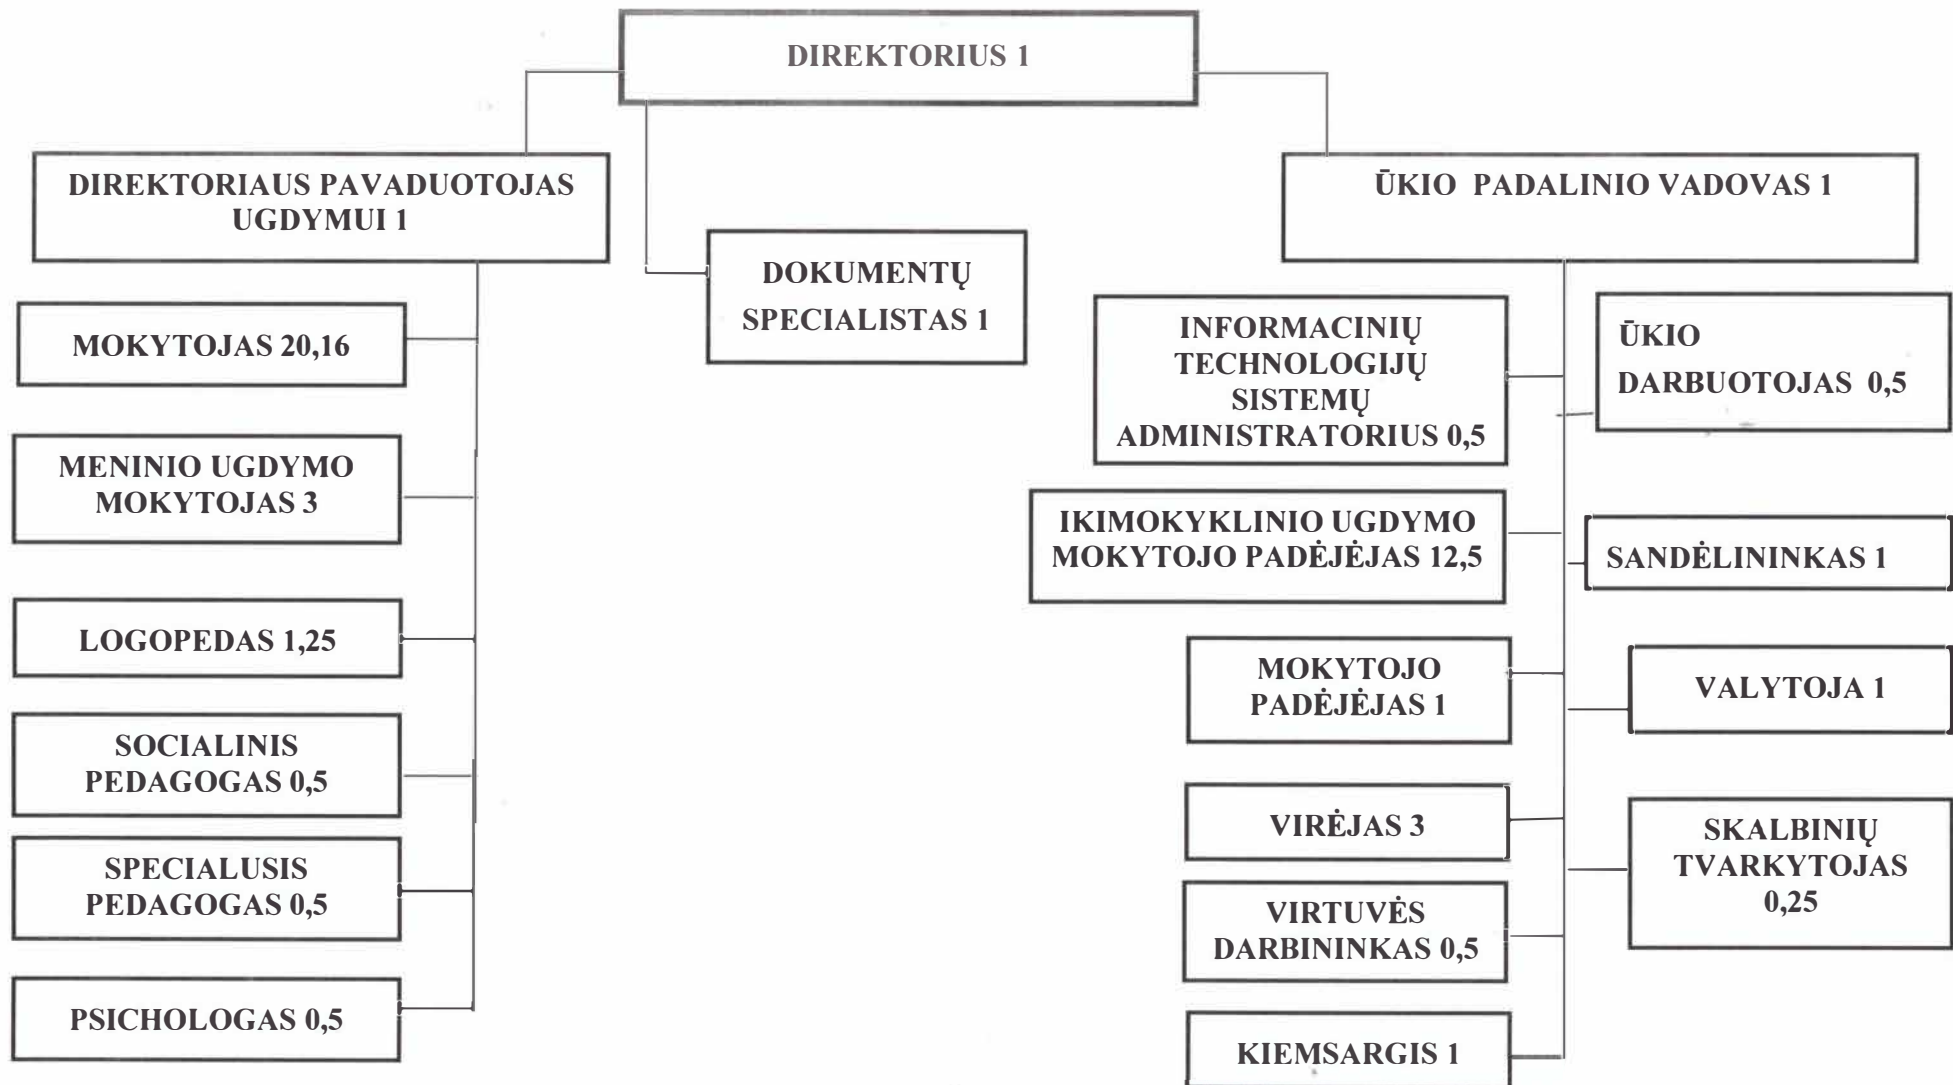 DIREKTORIUS 1
DIREKTORIAUS PAVADUOTOJAS
UGDYMUI 1
ŪKIO PADALINIO VADOVAS 1
DOKUMENTŲ
SPECIALISTAS 1
MOKYTOJAS 20,16
MENINIO UGDYMO
MOKYTOJAS 3
LOGOPEDAS 1,25
SOCIALINIS
PEDAGOGAS 0,5
SPECIALUSIS
PEDAGOGAS 0,5
PSICHOLOGAS 0,5
INFORMACINIŲ
TECHNOLOGIJŲ
SISTEMŲ
ADMINISTRATORIUS 0,5
IKIMOKYKLINIO UGDYMO
MOKYTOJO PADĖJĖJAS 12,5
MOKYTOJO
PADĖJĖJAS 1
VIRĖJAS 3
VIRTUVĖS
DARBININKAS 0,5
KIEMSARGIS 1
ŪKIO
DARBUOTOJAS 0,5
SANDĖLININKAS 1
VALYTOJA 1
SKALBINIŲ
TVARKYTOJAS
0,25